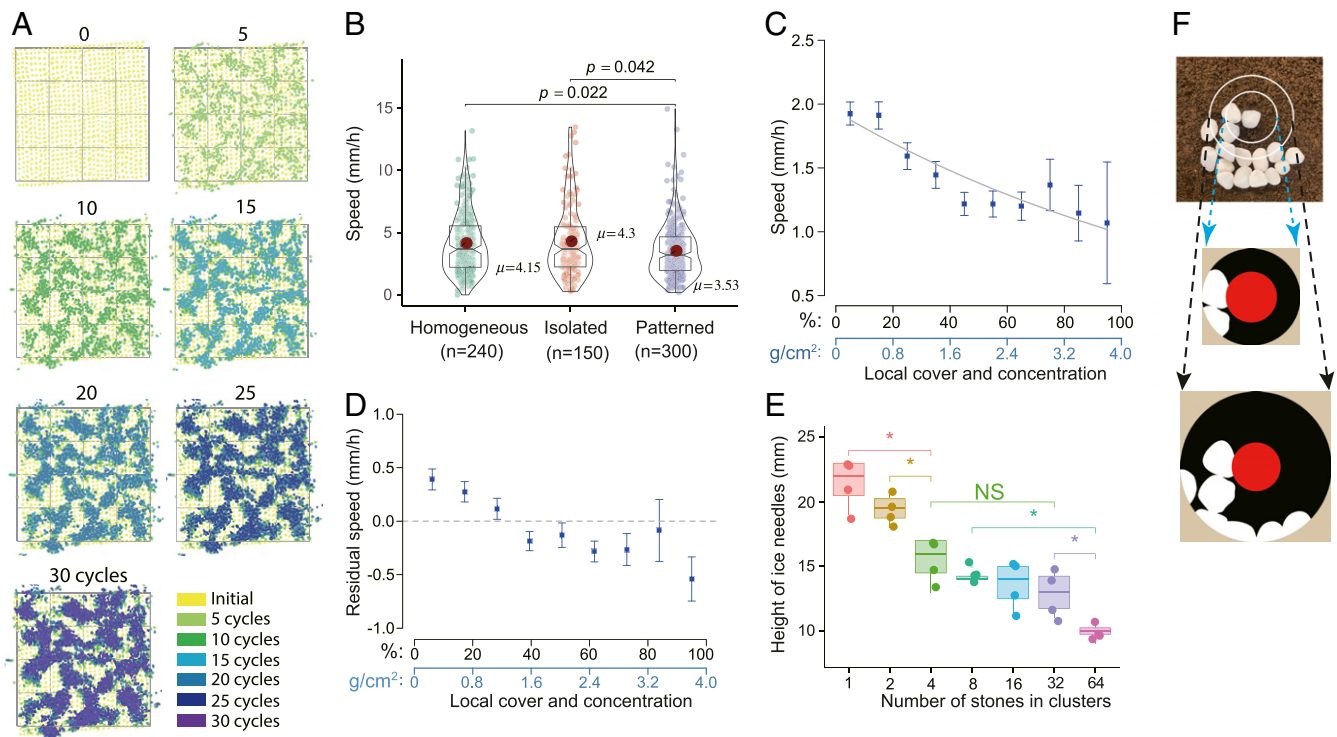 A
0
5
10
15
20
25
30 cycles
Initial
5 cycles
10 cycles
15 cycles
20 cycles
25 cycles
30 cycles
B
Speed (mm/h)
15
10
5
0
p = 0.042
p = 0.022
μ=4.15
μ=4.3
μ=3.53
Homogeneous
(n=240)
Isolated
(n=150)
Patterned
(n=300)
C
Speed (mm/h)
2.5
2.0
1.5
1.0
0.5
%: 0 20 40 60 80 100
g/cm2: 0 0.8 1.6 2.4 3.2 4.0
Local cover and concentration
D
Residual speed (mm/h)
1.0
0.5
0.0
-0.5
-1.0
%: 0 20 40 60 80 100
g/cm2: 0 0.8 1.6 2.4 3.2 4.0
Local cover and concentration
E
Height of ice needles (mm)
25
20
15
10
*
*
NS
*
*
1 2 4 8 16 32 64
Number of stones in clusters
F